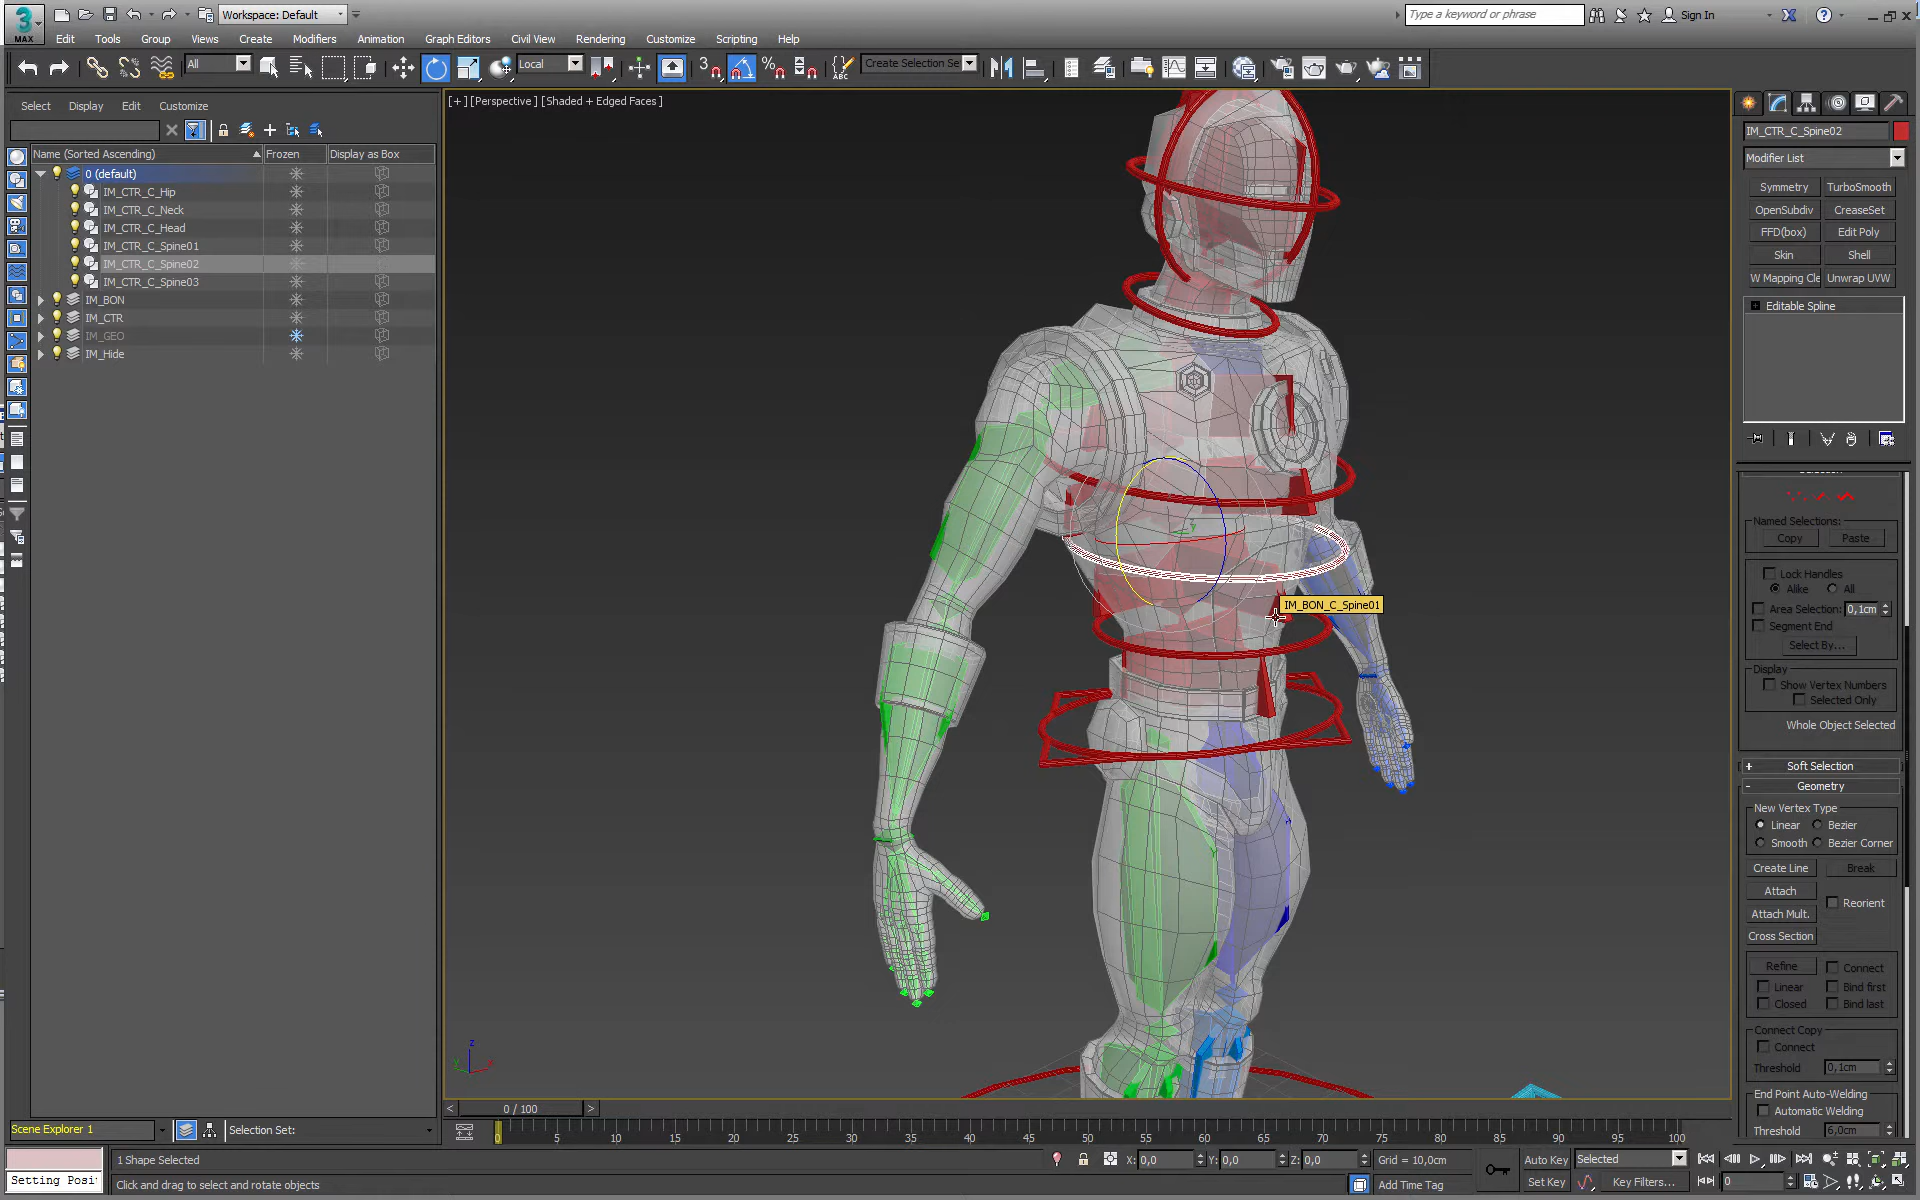 Workspace: Default
Type a keyword or phrase
Sign In
MAX
Edit Tools Group Views Create Modifiers Animation Graph Editors Civil View Rendering Customize Scripting Help
All
Local
Create Selection Se
Select Display Edit Customize
[+] [Perspective] [Shaded + Edged Faces]
Name (Sorted Ascending) Frozen Display as Box
0 (default)
IM_CTR_C_Hip
IM_CTR_C_Neck
IM_CTR_C_Head
IM_CTR_C_Spine01
IM_CTR_C_Spine02
IM_CTR_C_Spine03
IM_BON
IM_CTR
IM_GEO
IM_Hide
IM_BON_C_Spine01
IM_CTR_C_Spine02
Modifier List
Symmetry TurboSmooth
OpenSubdiv CreaseSet
FFD(box) Edit Poly
Skin Shell
W Mapping Cle Unwrap UVW
Editable Spline
Named Selections:
Copy Paste
Lock Handles
Alike All
Area Selection: 0,1cm
Segment End
Select By...
Display
Show Vertex Numbers
Selected Only
Whole Object Selected
+ Soft Selection
- Geometry
New Vertex Type
Linear Bezier
Smooth Bezier Corner
Create Line Break
Attach
Reorient
Attach Mult.
Cross Section
Refine Connect
Linear Bind first
Closed Bind last
Connect Copy
Connect
Threshold 0,1cm
End Point Auto-Welding
Automatic Welding
Threshold 6,0cm
z
< 0 / 100 >
0 5 10 15 20 25 30 35 40 45 50 55 60 65 70 75 80 85 90 95 100
Scene Explorer 1
Selection Set:
1 Shape Selected
X: 0,0 Y: 0,0 Z: 0,0 Grid = 10,0cm
Auto Key Selected
Setting Posi
Click and drag to select and rotate objects
Add Time Tag
Set Key Key Filters... 0